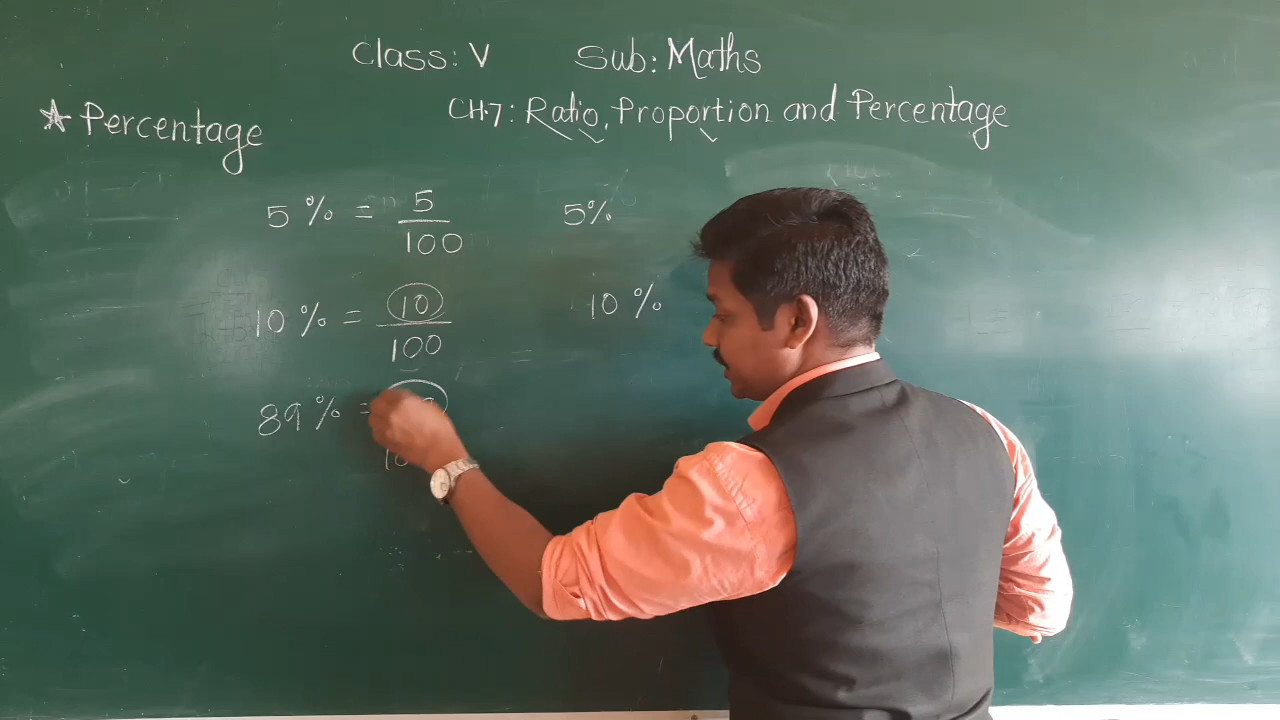 Class: V Sub: Maths
★ Percentage CH.7: Ratio, Proportion and Percentage
5 % = 5/100 5%
10 % = 10/100 10 %
89 % =